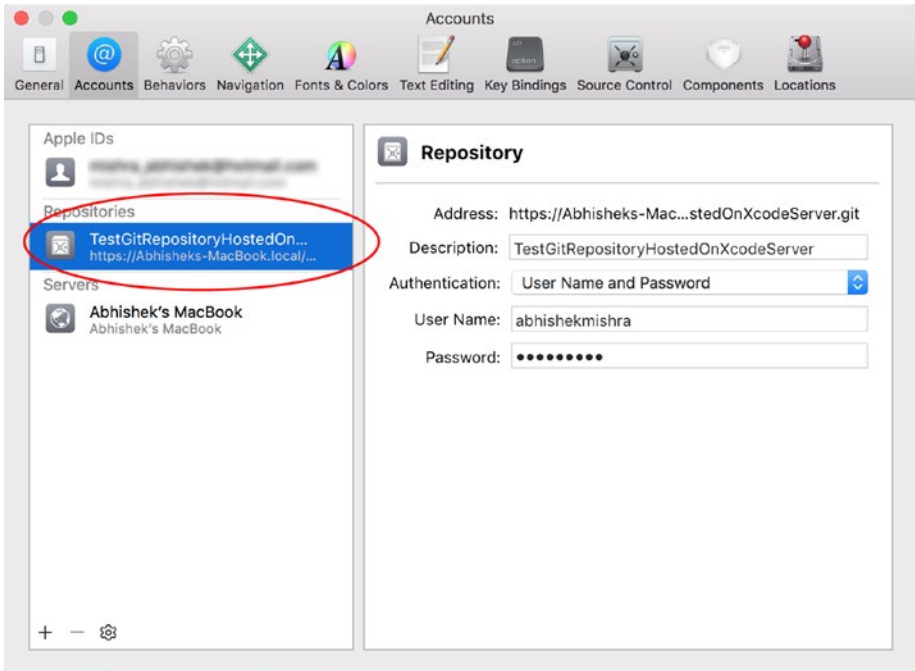 Accounts
General Accounts Behaviors Navigation Fonts & Colors Text Editing Key Bindings Source Control Components Locations
Apple IDs
Repositories
TestGitRepositoryHostedOn...
https://Abhisheks-MacBook.local/...
Servers
Abhishek's MacBook
Abhishek's MacBook
Repository
Address: https://Abhisheks-Mac...stedOnXcodeServer.git
Description: TestGitRepositoryHostedOnXcodeServer
Authentication: User Name and Password
User Name: abhishekmishra
Password: •••••••••